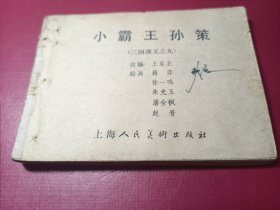 小霸王孙策
(三国演义之九)
改编 王星北
绘画 蒋萍
徐一鸣
朱光玉
屠全枫
赵晋
上海人民美術出版社